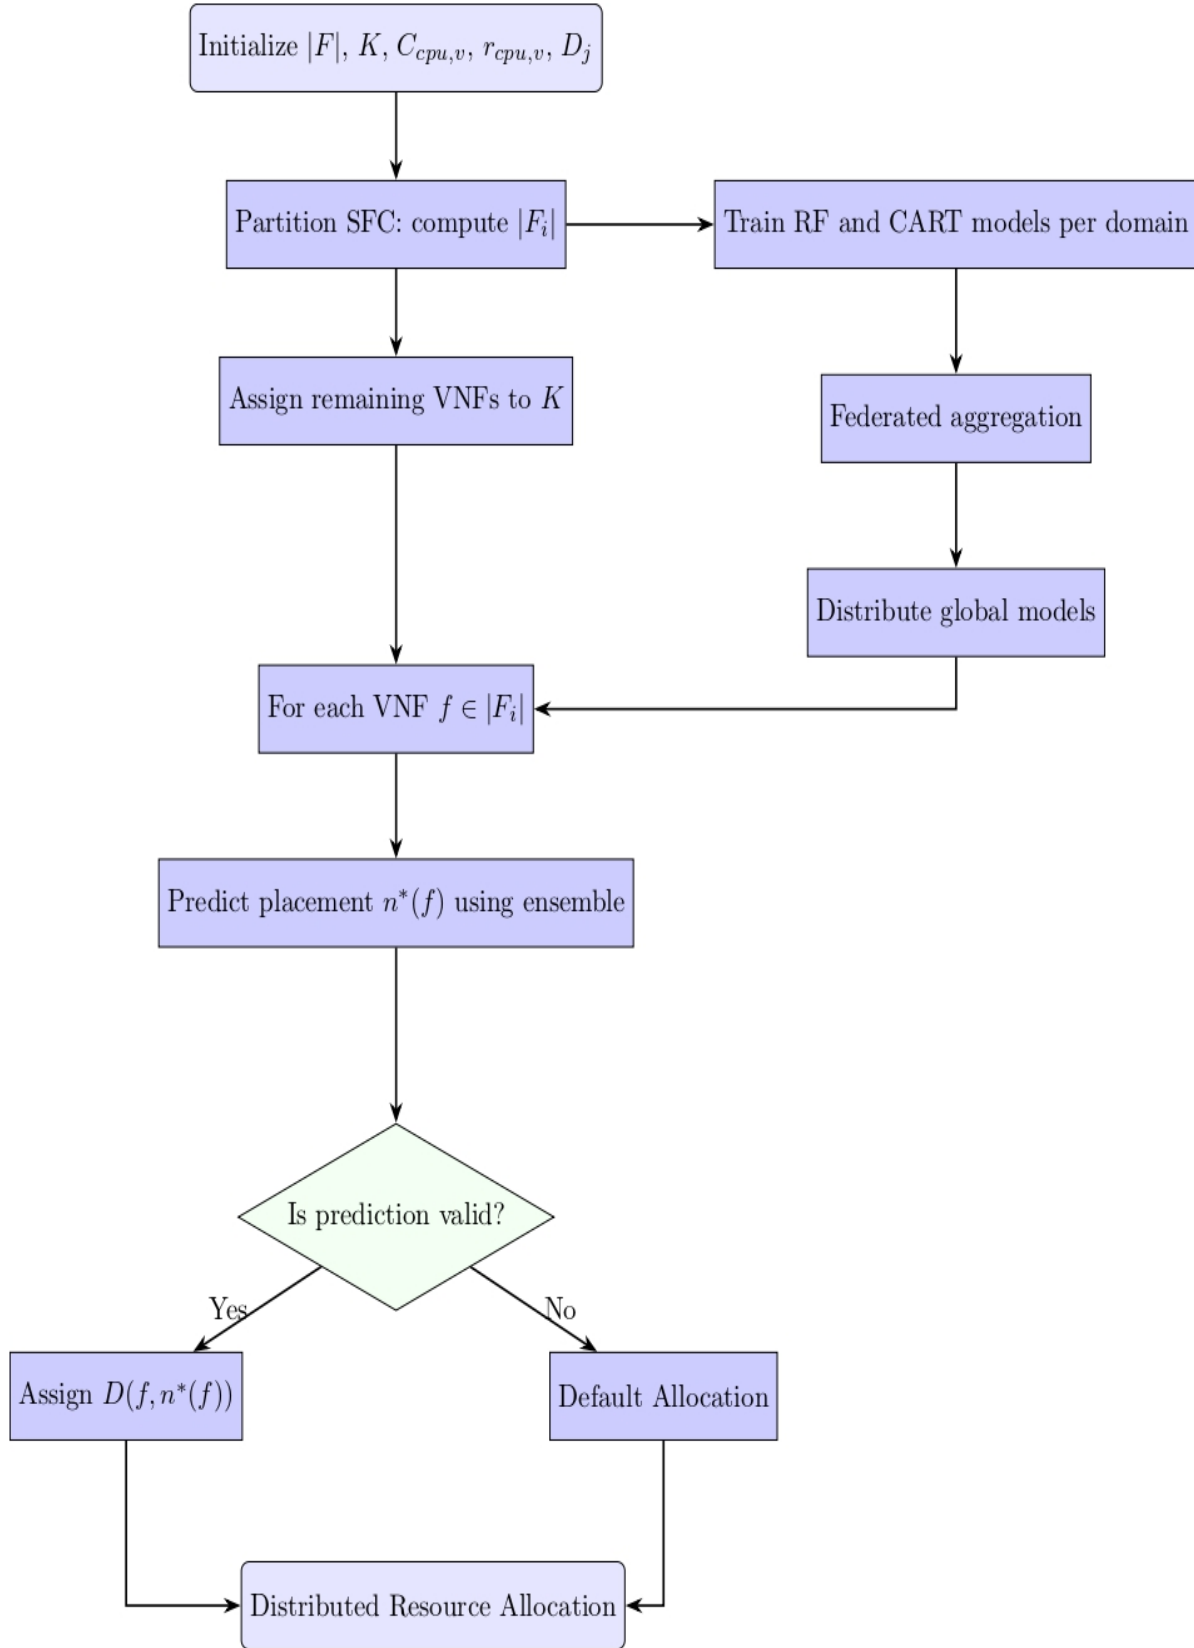 Initialize |F|, K, C_{cpu,v}, r_{cpu,v}, D_j
Partition SFC: compute |F_i|
Train RF and CART models per domain
Assign remaining VNFs to K
Federated aggregation
Distribute global models
For each VNF f ∈ |F_i|
Predict placement n*(f) using ensemble
Is prediction valid?
Yes
No
Assign D(f, n*(f))
Default Allocation
Distributed Resource Allocation